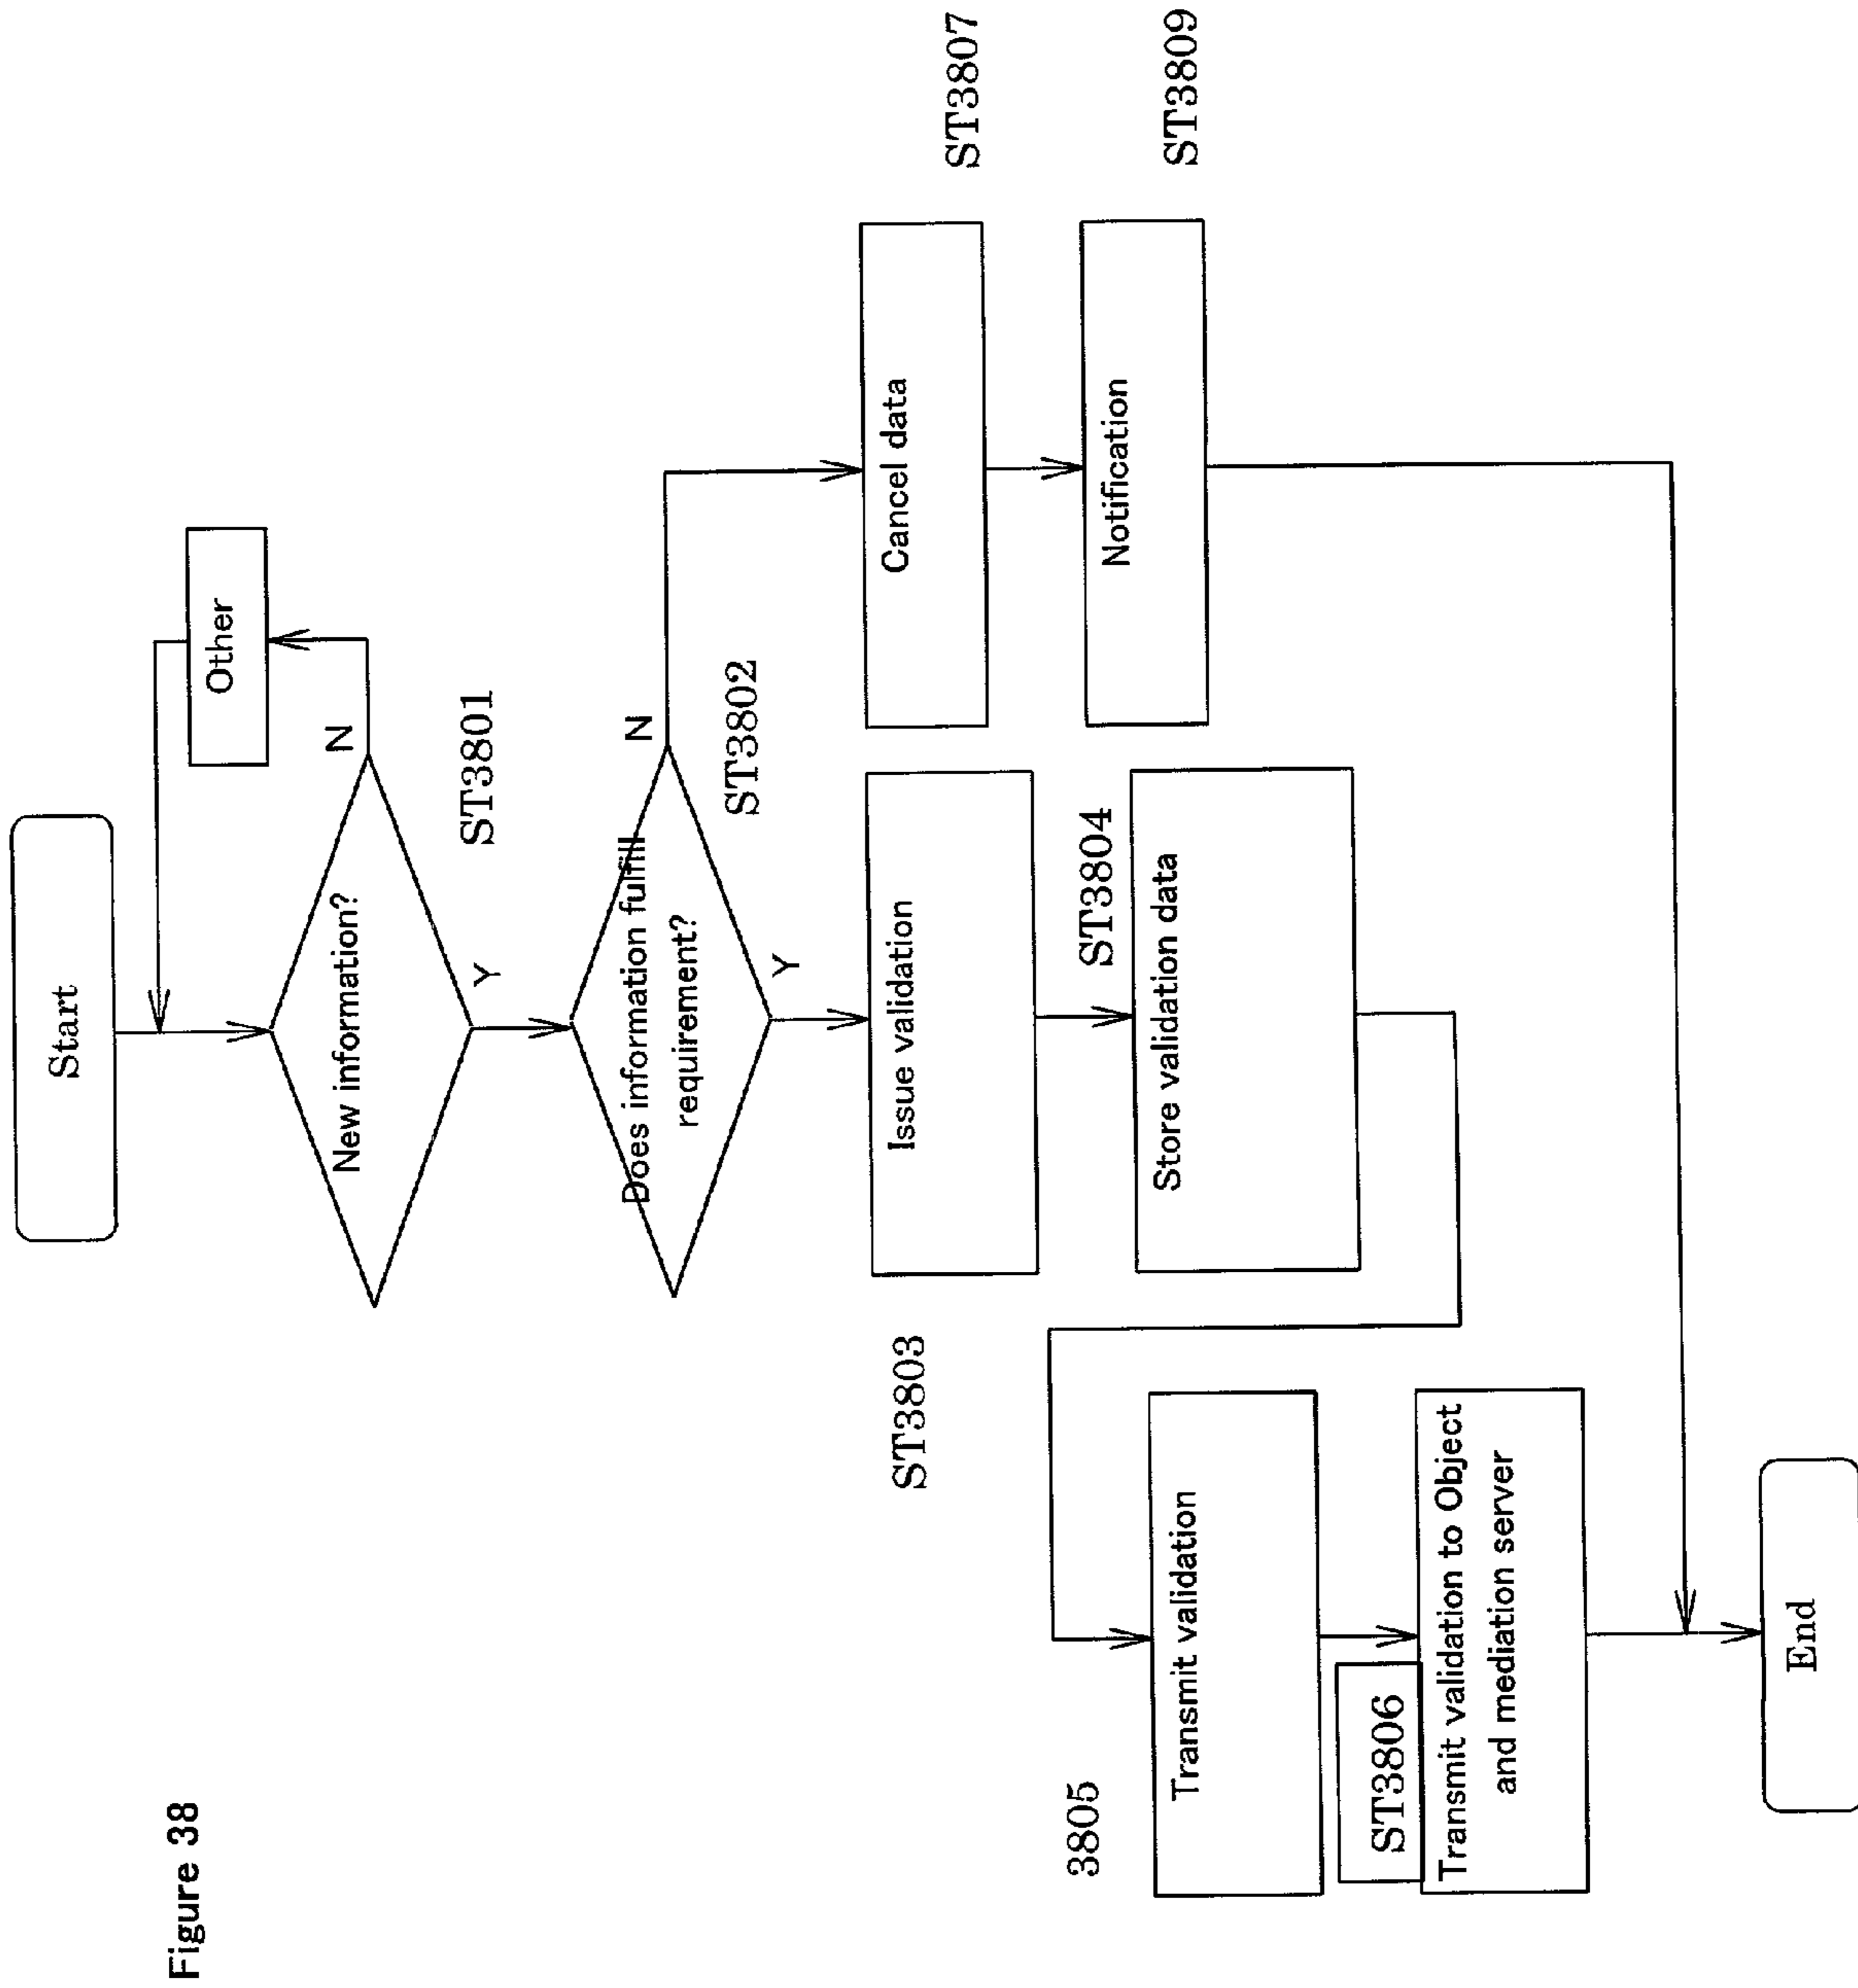 Figure 38
Start
Other
New information?
N
ST3801
Y
Does information fulfill
requirement?
N
ST3802
Y
ST3803
Issue validation
Cancel data
ST3807
ST3804
Store validation data
Notification
ST3809
3805
Transmit validation
ST3806
Transmit validation to Object
and mediation server
End